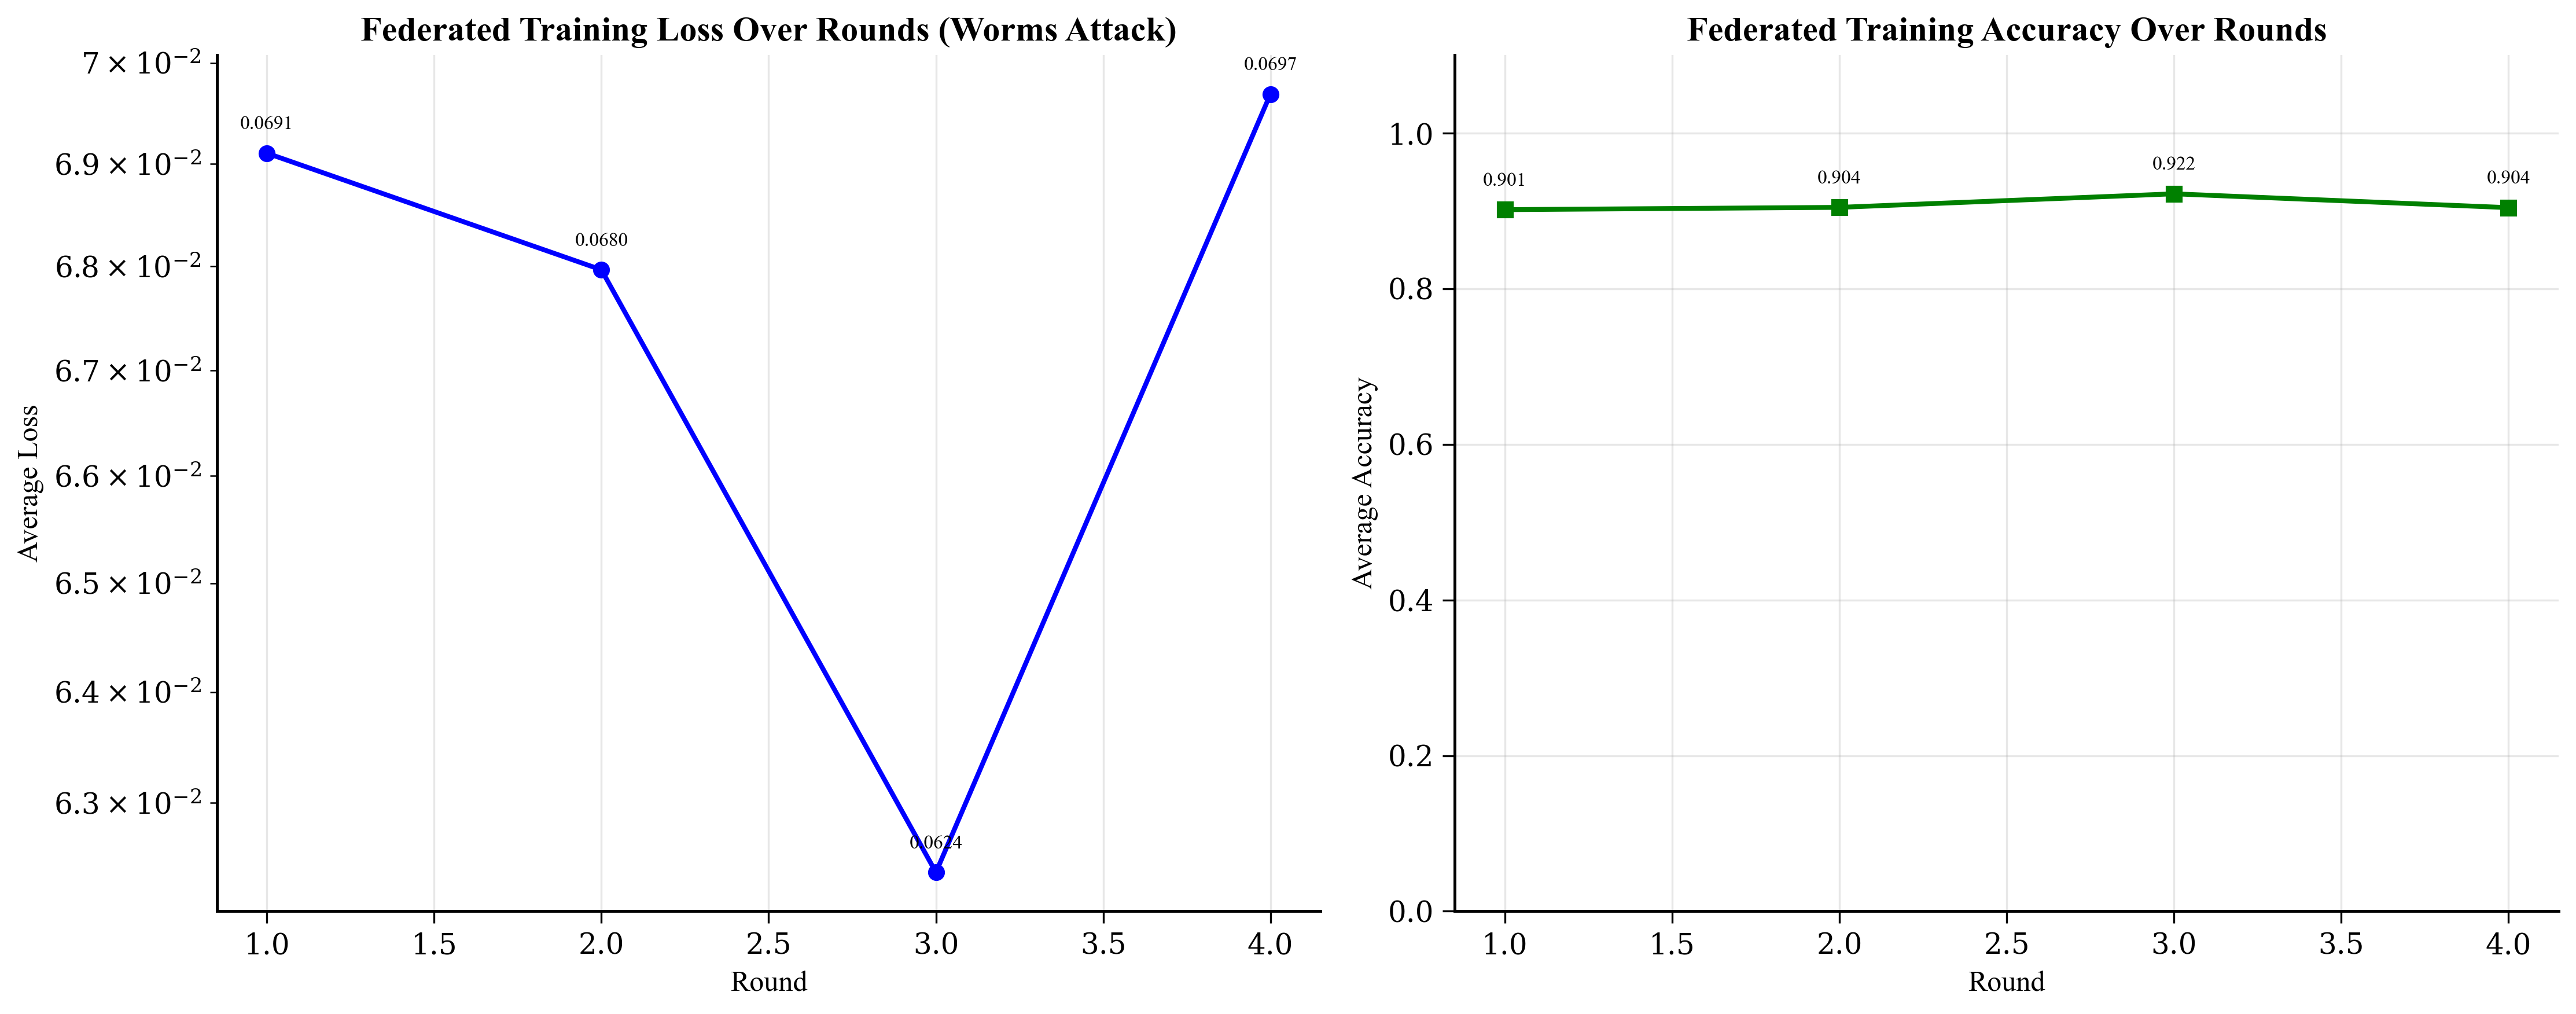 Federated Training Loss Over Rounds (Worms Attack)
7 × 10⁻²
6.9 × 10⁻²
6.8 × 10⁻²
6.7 × 10⁻²
6.6 × 10⁻²
6.5 × 10⁻²
6.4 × 10⁻²
6.3 × 10⁻²
Average Loss
0.0691
0.0680
0.0624
0.0697
1.0 1.5 2.0 2.5 3.0 3.5 4.0
Round
Federated Training Accuracy Over Rounds
1.0
0.8
0.6
0.4
0.2
0.0
Average Accuracy
0.901
0.904
0.922
0.904
1.0 1.5 2.0 2.5 3.0 3.5 4.0
Round